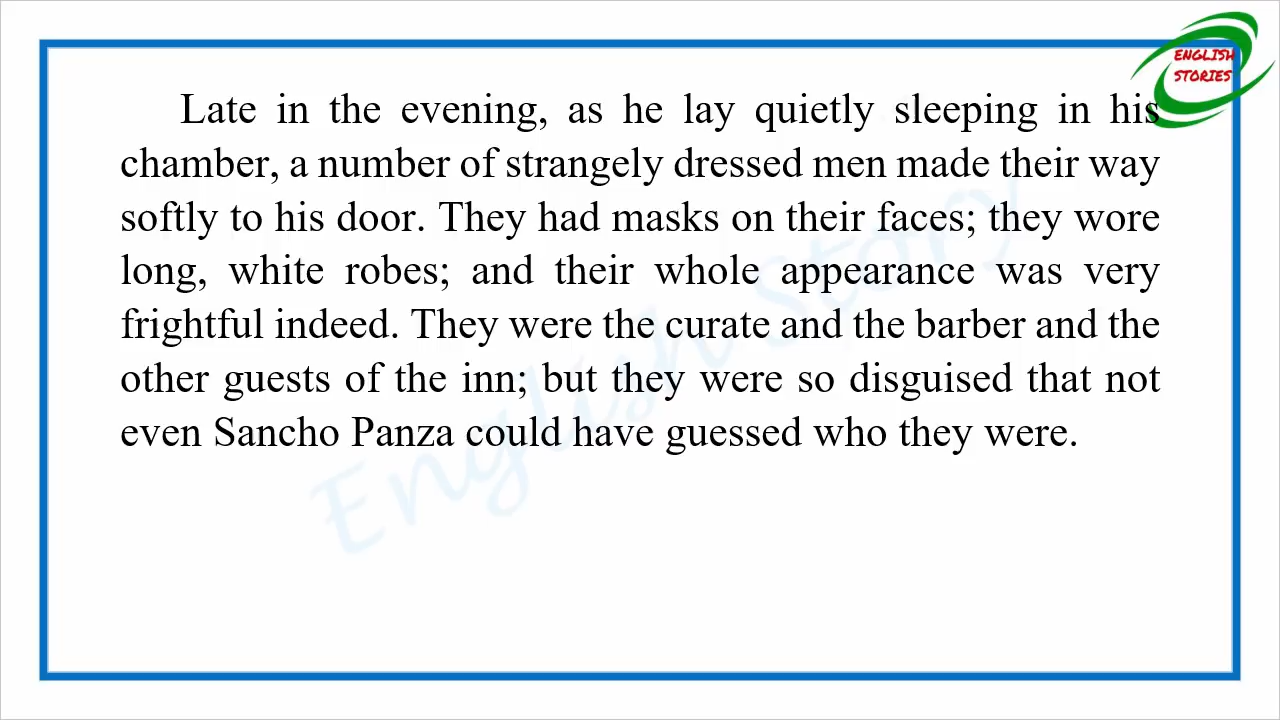 ENGLISH
STORIES
Late in the evening, as he lay quietly sleeping in his
chamber, a number of strangely dressed men made their way
softly to his door. They had masks on their faces; they wore
long, white robes; and their whole appearance was very
frightful indeed. They were the curate and the barber and the
other guests of the inn; but they were so disguised that not
even Sancho Panza could have guessed who they were.
English Story